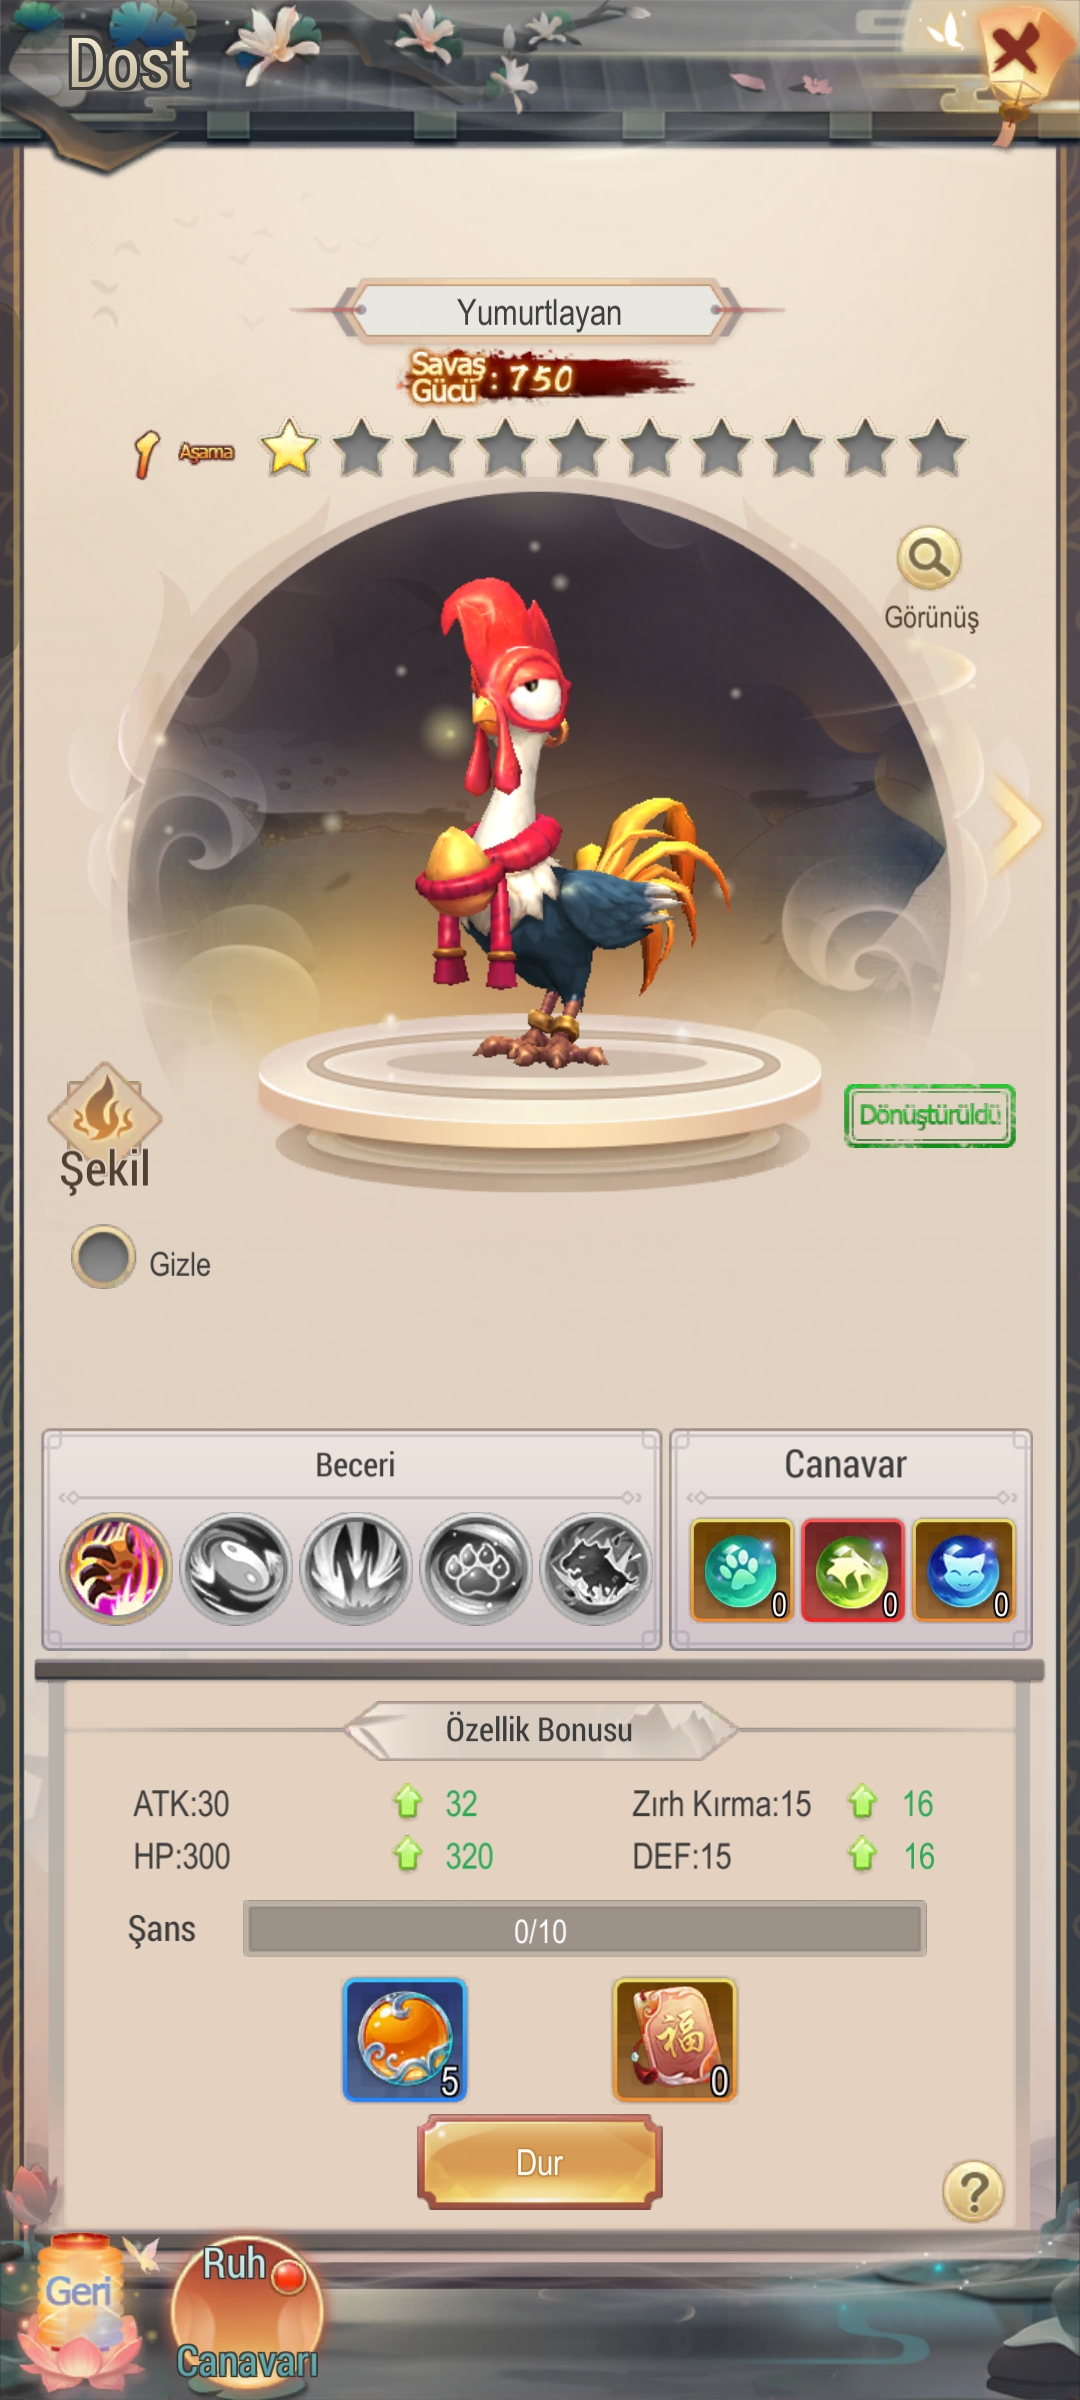 Dost
Yumurtlayan
Savaş Gücü : 750
1 Aşama
Görünüş
Şekil
Dönüştürüldü
Gizle
Beceri
Canavar
0
0
0
Özellik Bonusu
ATK:30 32 Zırh Kırma:15 16
HP:300 320 DEF:15 16
Şans 0/10
福
5
0
Dur
?
Geri
Ruh
Canavarı